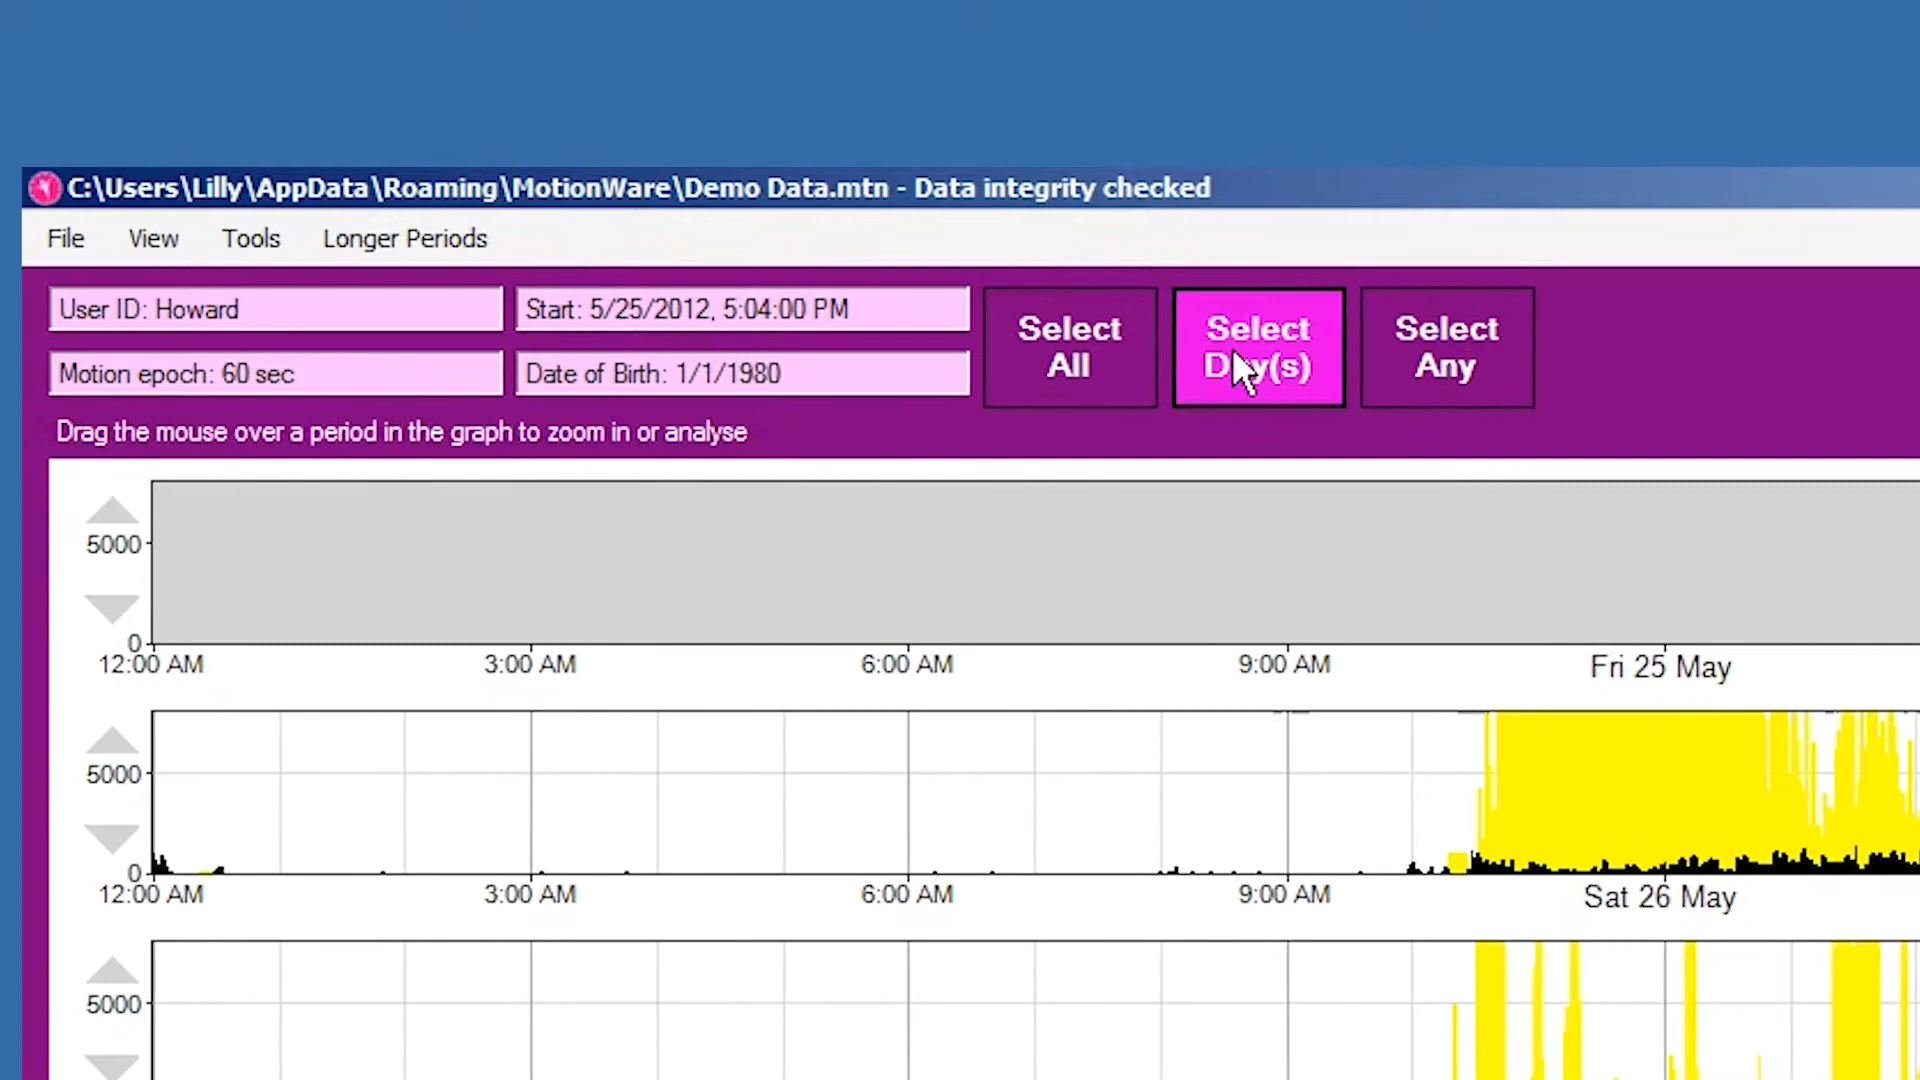 C:\Users\Lilly\AppData\Roaming\MotionWare\Demo Data.mtn - Data integrity checked
File View Tools Longer Periods
User ID: Howard
Start: 5/25/2012, 5:04:00 PM
Motion epoch: 60 sec
Date of Birth: 1/1/1980
Select
All
Select
Day(s)
Select
Any
Drag the mouse over a period in the graph to zoom in or analyse
5000
0
12:00 AM 3:00 AM 6:00 AM 9:00 AM Fri 25 May
5000
0
12:00 AM 3:00 AM 6:00 AM 9:00 AM Sat 26 May
5000